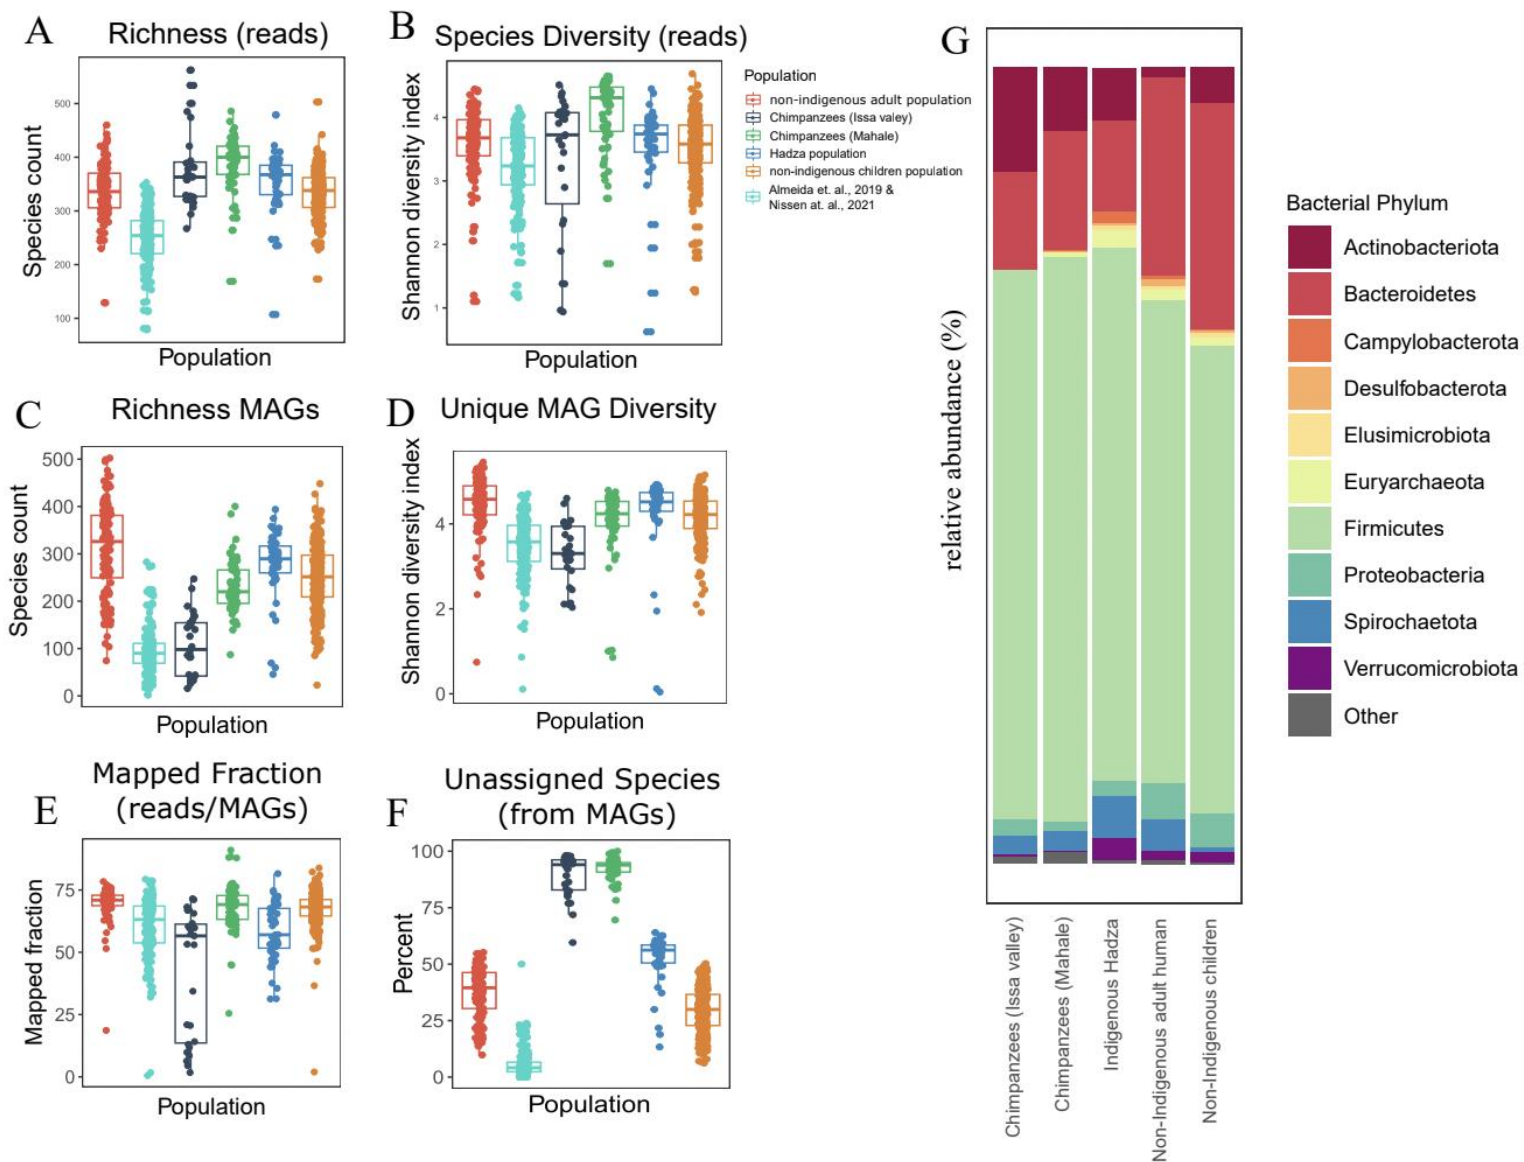 A
Richness (reads)
Species count
500
400
300
200
100
Population
B
Species Diversity (reads)
Shannon diversity index
4
3
2
1
Population
Population
non-indigenous adult population
Chimpanzees (Issa valey)
Chimpanzees (Mahale)
Hadza population
non-indigenous children population
Almeida et. al., 2019 &
Nissen at. al., 2021
C
Richness MAGs
Species count
500
400
300
200
100
0
Population
D
Unique MAG Diversity
Shannon diversity index
4
2
0
Population
E
Mapped Fraction
(reads/MAGs)
Mapped fraction
75
50
25
0
Population
F
Unassigned Species
(from MAGs)
Percent
100
75
50
25
0
Population
G
relative abundance (%)
Chimpanzees (Issa valley)
Chimpanzees (Mahale)
Indigenous Hadza
Non-Indigenous adult human
Non-Indigenous children
Bacterial Phylum
Actinobacteriota
Bacteroidetes
Campylobacterota
Desulfobacterota
Elusimicrobiota
Euryarchaeota
Firmicutes
Proteobacteria
Spirochaetota
Verrucomicrobiota
Other